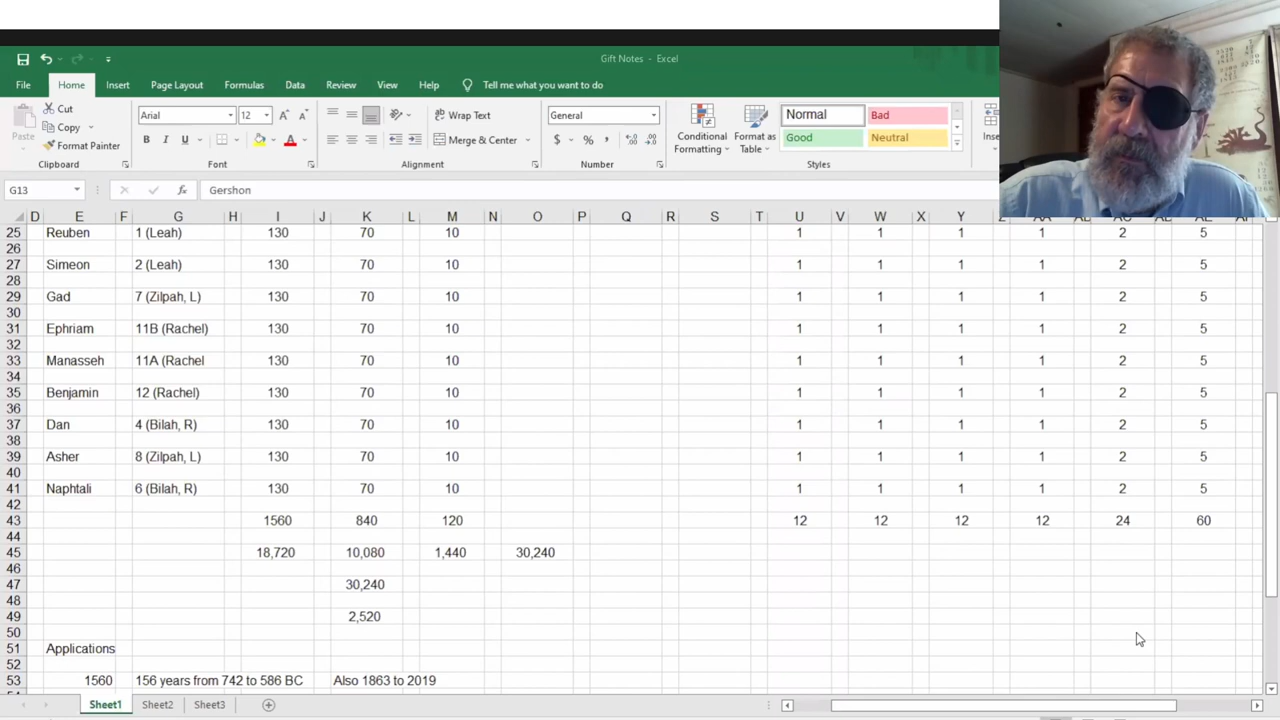 Gift Notes - Excel
File Home Insert Page Layout Formulas Data Review View Help Tell me what you want to do
Cut
Copy
Paste
Format Painter
Clipboard
Arial 12
B I U
Font
Wrap Text
Merge & Center
Alignment
General
$ %
Number
Conditional Formatting
Format as Table
Normal Bad
Good Neutral
Styles
G13 fx Gershon
D E F G H I J K L M N O P Q R S T U V W X Y
25 Reuben 1 (Leah) 130 70 10 1 1 1 1 2 5
26
27 Simeon 2 (Leah) 130 70 10 1 1 1 1 2 5
28
29 Gad 7 (Zilpah, L) 130 70 10 1 1 1 1 2 5
30
31 Ephriam 11B (Rachel) 130 70 10 1 1 1 1 2 5
32
33 Manasseh 11A (Rachel 130 70 10 1 1 1 1 2 5
34
35 Benjamin 12 (Rachel) 130 70 10 1 1 1 1 2 5
36
37 Dan 4 (Bilah, R) 130 70 10 1 1 1 1 2 5
38
39 Asher 8 (Zilpah, L) 130 70 10 1 1 1 1 2 5
40
41 Naphtali 6 (Bilah, R) 130 70 10 1 1 1 1 2 5
42
43 1560 840 120 12 12 12 12 24 60
44
45 18,720 10,080 1,440 30,240
46
47 30,240
48
49 2,520
50
51 Applications
52
53 1560 156 years from 742 to 586 BC Also 1863 to 2019
Sheet1 Sheet2 Sheet3